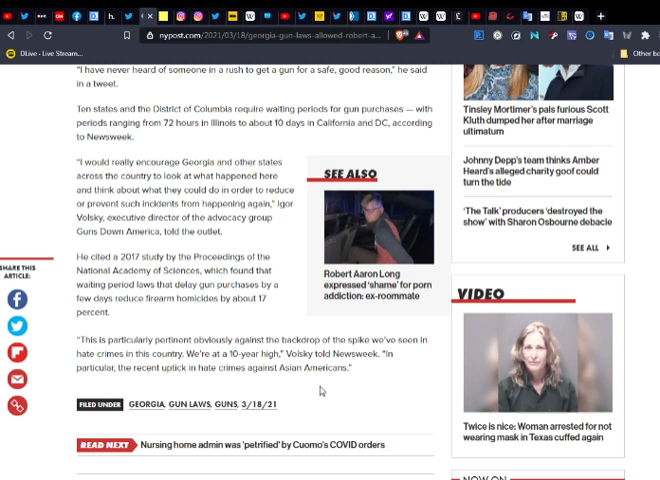 DLive - Live Stream...
nypost.com/2021/03/18/georgia-gun-laws-allowed-robert-a...
Other bo
"I have never heard of someone in a rush to get a gun for a safe, good reason," he said
in a tweet.
Ten states and the District of Columbia require waiting periods for gun purchases — with
periods ranging from 72 hours in Illinois to about 10 days in California and DC, according
to Newsweek.
"I would really encourage Georgia and other states
across the country to look at what happened here
and think about what they could do in order to reduce
or prevent such incidents from happening again," Igor
Volsky, executive director of the advocacy group
Guns Down America, told the outlet.
He cited a 2017 study by the Proceedings of the
National Academy of Sciences, which found that
waiting period laws that delay gun purchases by a
few days reduce firearm homicides by about 17
percent.
"This is particularly pertinent obviously against the backdrop of the spike we've seen in
hate crimes in this country. We're at a 10-year high," Volsky told Newsweek. "In
particular, the recent uptick in hate crimes against Asian Americans."
FILED UNDER GEORGIA, GUN LAWS, GUNS, 3/18/21
READ NEXT Nursing home admin was 'petrified' by Cuomo's COVID orders
SHARE THIS
ARTICLE:
SEE ALSO
Robert Aaron Long
expressed 'shame' for porn
addiction: ex-roommate
Tinsley Mortimer's pals furious Scott
Kluth dumped her after marriage
ultimatum
Johnny Depp's team thinks Amber
Heard's alleged charity goof could
turn the tide
'The Talk' producers 'destroyed the
show' with Sharon Osbourne debacle
SEE ALL
VIDEO
Twice is nice: Woman arrested for not
wearing mask in Texas cuffed again
NOW ON